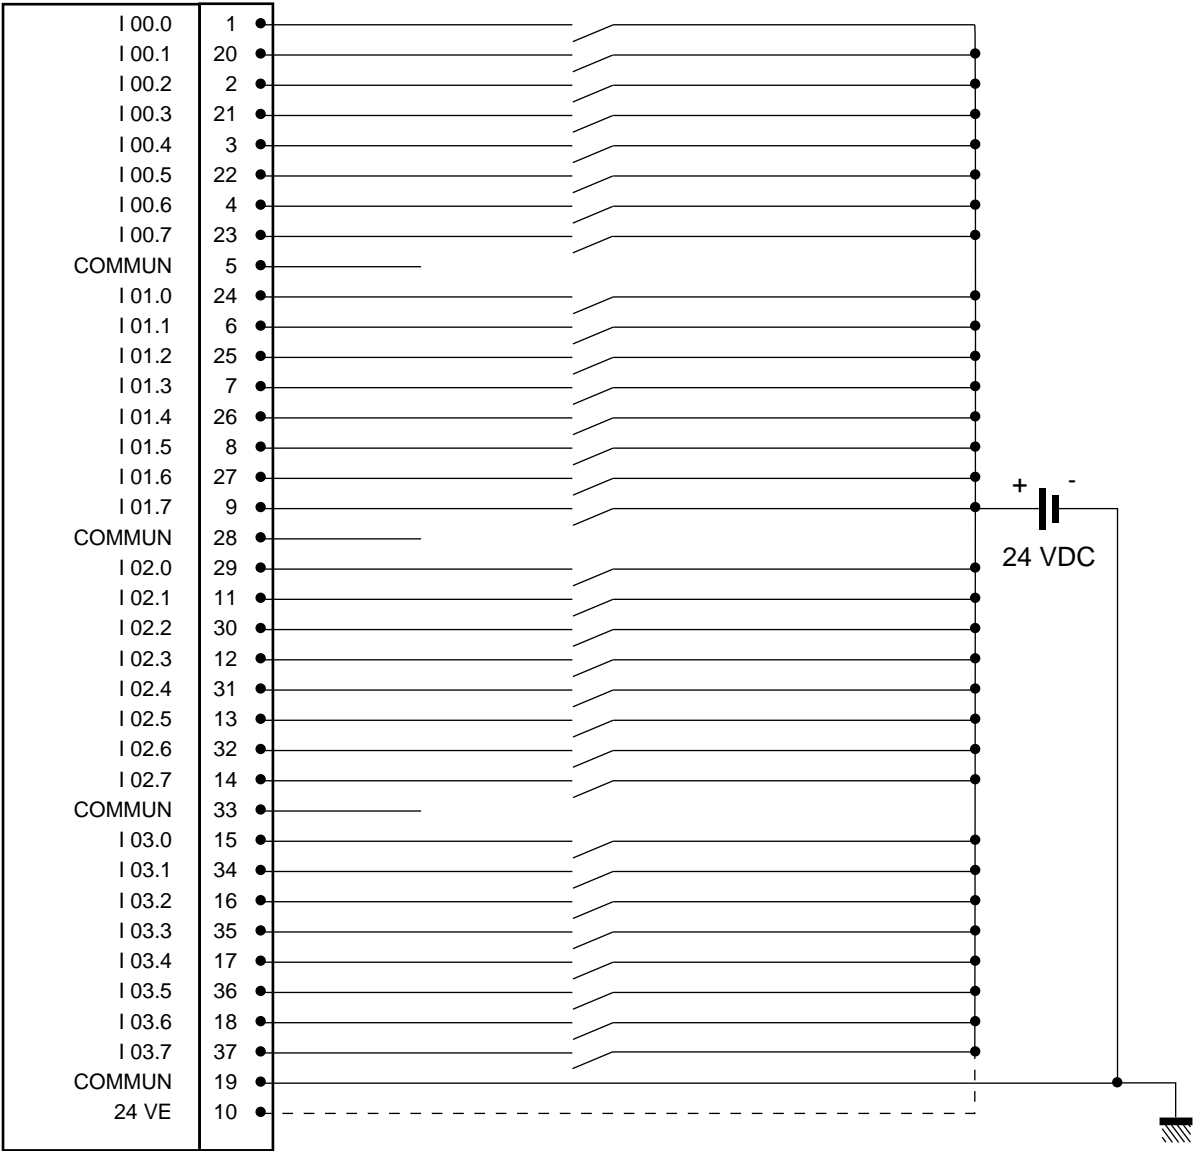 I 00.0 1
I 00.1 20
I 00.2 2
I 00.3 21
I 00.4 3
I 00.5 22
I 00.6 4
I 00.7 23
COMMUN 5
I 01.0 24
I 01.1 6
I 01.2 25
I 01.3 7
I 01.4 26
I 01.5 8
I 01.6 27
I 01.7 9
+ -
COMMUN 28
24 VDC
I 02.0 29
I 02.1 11
I 02.2 30
I 02.3 12
I 02.4 31
I 02.5 13
I 02.6 32
I 02.7 14
COMMUN 33
I 03.0 15
I 03.1 34
I 03.2 16
I 03.3 35
I 03.4 17
I 03.5 36
I 03.6 18
I 03.7 37
COMMUN 19
24 VE 10